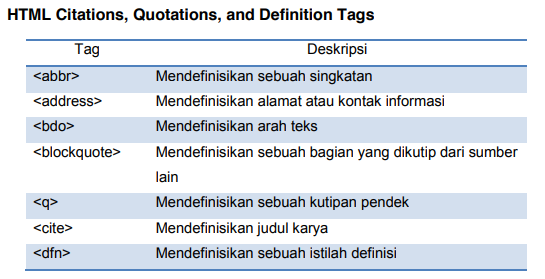 HTML Citations, Quotations, and Definition Tags
Tag Deskripsi
<abbr> Mendefinisikan sebuah singkatan
<address> Mendefinisikan alamat atau kontak informasi
<bdo> Mendefinisikan arah teks
<blockquote> Mendefinisikan sebuah bagian yang dikutip dari sumber
lain
<q> Mendefinisikan sebuah kutipan pendek
<cite> Mendefinisikan judul karya
<dfn> Mendefinisikan sebuah istilah definisi